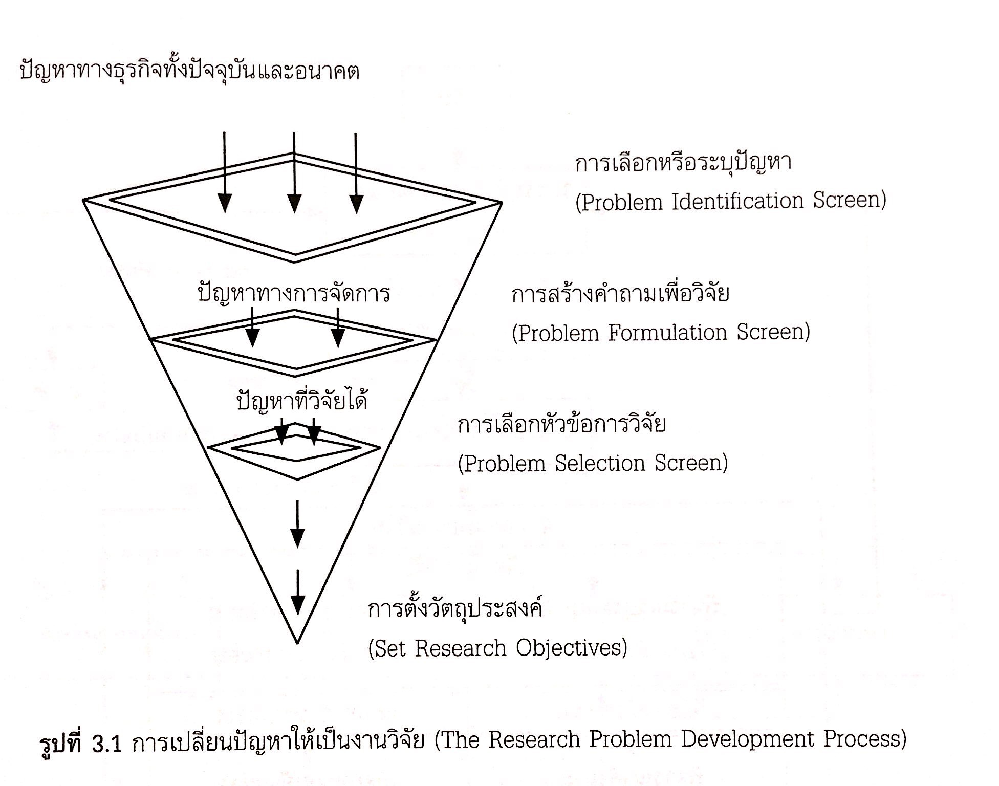 ปัญหาทางธุรกิจทั้งปัจจุบันและอนาคต
การเลือกหรือระบุปัญหา
(Problem Identification Screen)
ปัญหาทางการจัดการ
การสร้างคำถามเพื่อวิจัย
(Problem Formulation Screen)
ปัญหาที่วิจัยได้
การเลือกหัวข้อการวิจัย
(Problem Selection Screen)
การตั้งวัตถุประสงค์
(Set Research Objectives)
รูปที่ 3.1 การเปลี่ยนปัญหาให้เป็นงานวิจัย (The Research Problem Development Process)